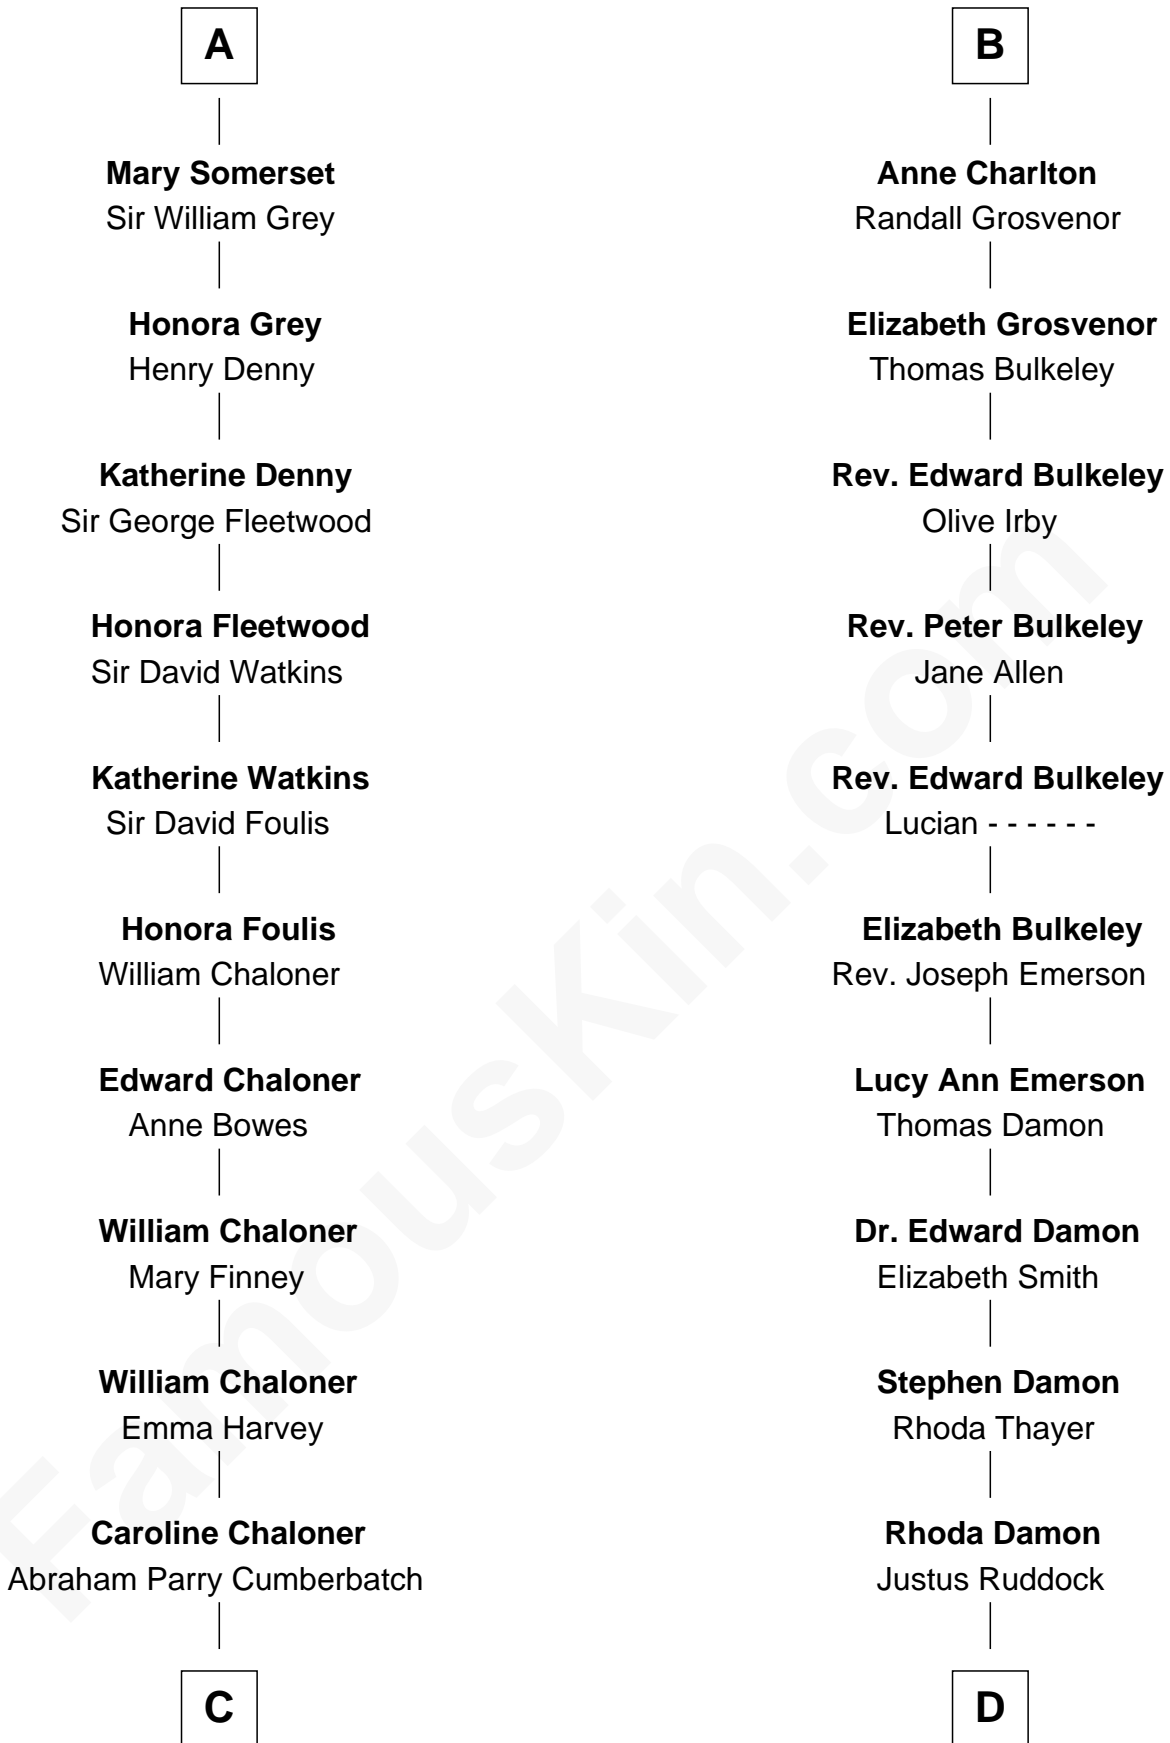 A
Mary Somerset
Sir William Grey
Honora Grey
Henry Denny
Katherine Denny
Sir George Fleetwood
Honora Fleetwood
Sir David Watkins
Katherine Watkins
Sir David Foulis
Honora Foulis
William Chaloner
Edward Chaloner
Anne Bowes
William Chaloner
Mary Finney
William Chaloner
Emma Harvey
Caroline Chaloner
Abraham Parry Cumberbatch
C
B
Anne Charlton
Randall Grosvenor
Elizabeth Grosvenor
Thomas Bulkeley
Rev. Edward Bulkeley
Olive Irby
Rev. Peter Bulkeley
Jane Allen
Rev. Edward Bulkeley
Lucian - - - - - -
Elizabeth Bulkeley
Rev. Joseph Emerson
Lucy Ann Emerson
Thomas Damon
Dr. Edward Damon
Elizabeth Smith
Stephen Damon
Rhoda Thayer
Rhoda Damon
Justus Ruddock
D
FamousKin.com